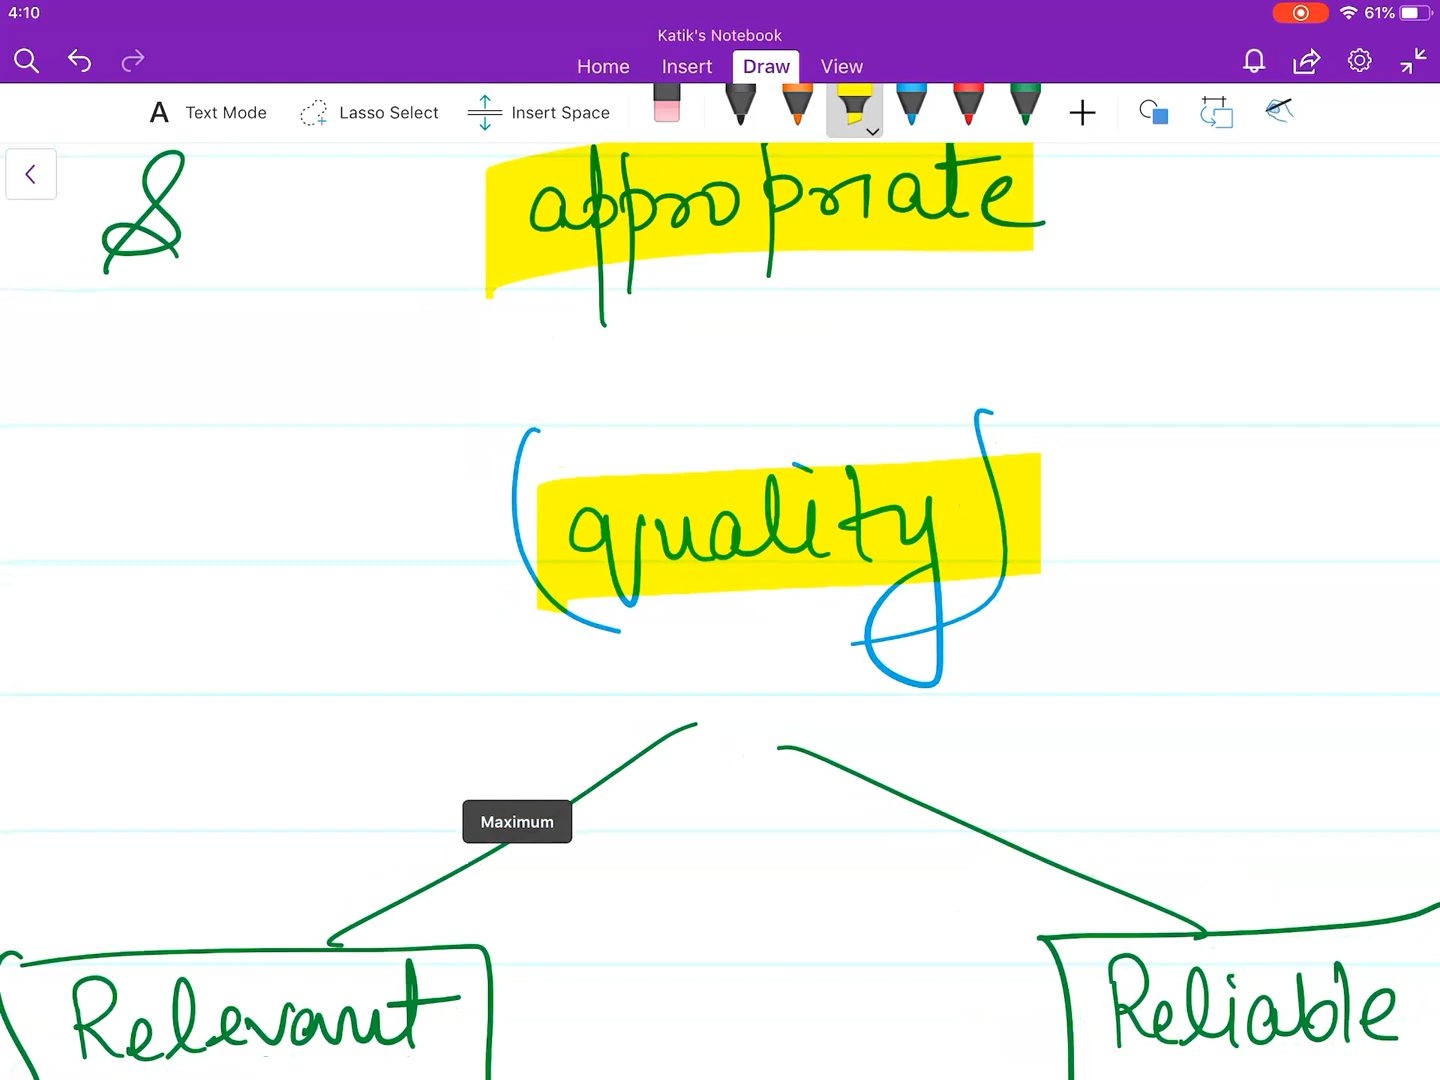 4:10
61%
Katik's Notebook
Home Insert Draw View
A Text Mode Lasso Select Insert Space
& appropriate
(quality)
Maximum
Relevant Reliable